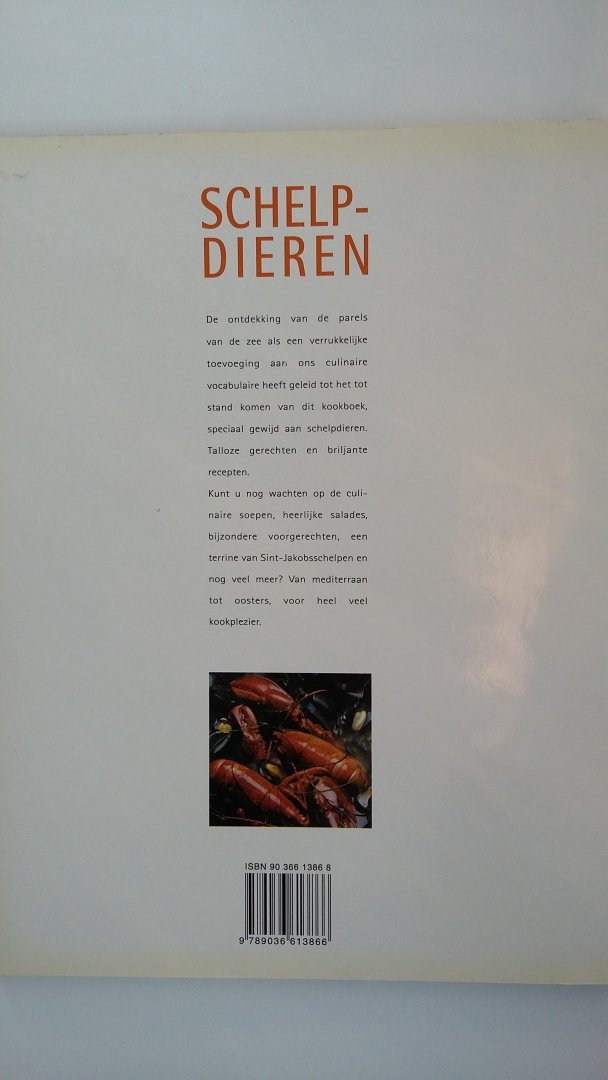 SCHELP-
DIEREN
De ontdekking van de parels
van de zee als een verrukkelijke
toevoeging aan ons culinaire
vocabulaire heeft geleid tot het tot
stand komen van dit kookboek,
speciaal gewijd aan schelpdieren.
Talloze gerechten en briljante
recepten.
Kunt u nog wachten op de culi-
naire soepen, heerlijke salades,
bijzondere voorgerechten, een
terrine van Sint-Jakobsschelpen en
nog veel meer? Van mediterraan
tot oosters, voor heel veel
kookplezier.
ISBN 90 366 1386 8
9 789036 613866